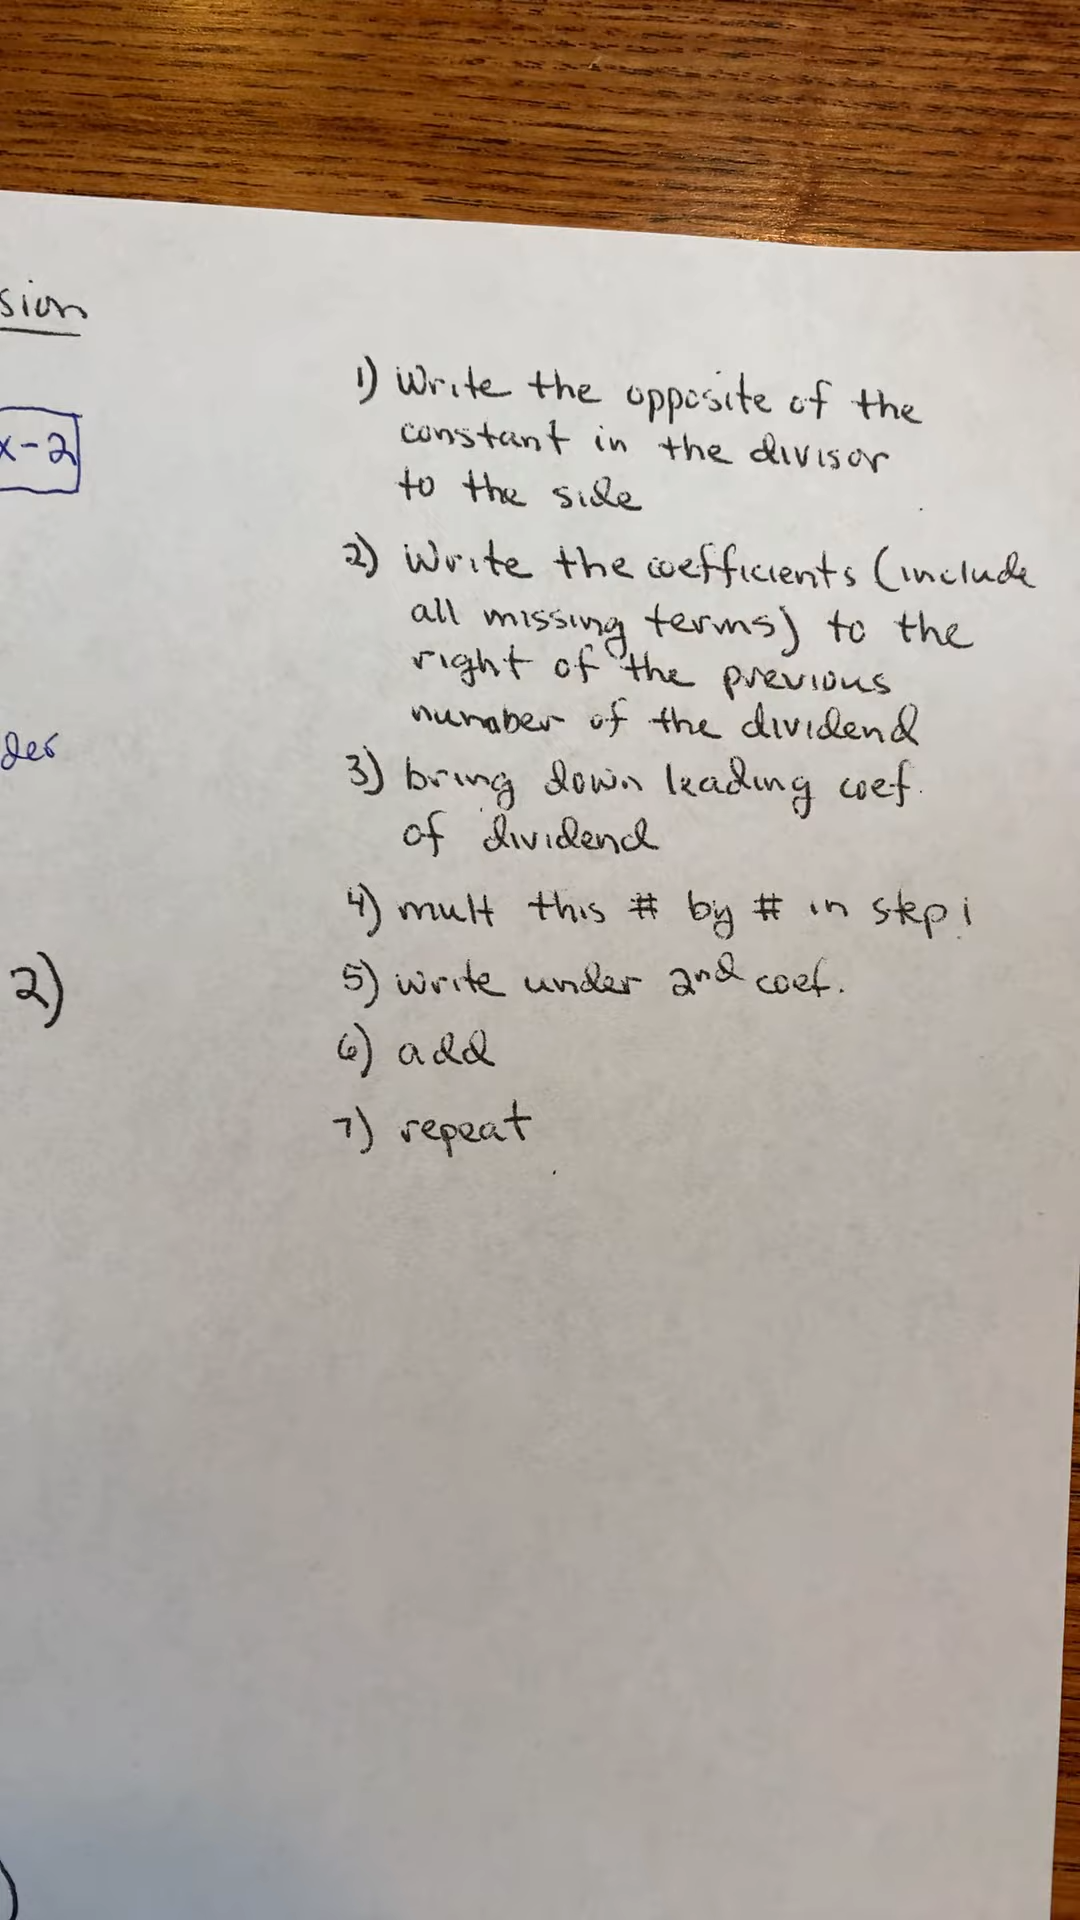 sion
x-2
der
2)
1) Write the opposite of the
constant in the divisor
to the side
2) Write the coefficients (include
all missing terms) to the
right of the previous
number of the dividend
3) bring down leading coef.
of dividend
4) mult this # by # in step 1
5) write under 2nd coef.
6) add
7) repeat
)